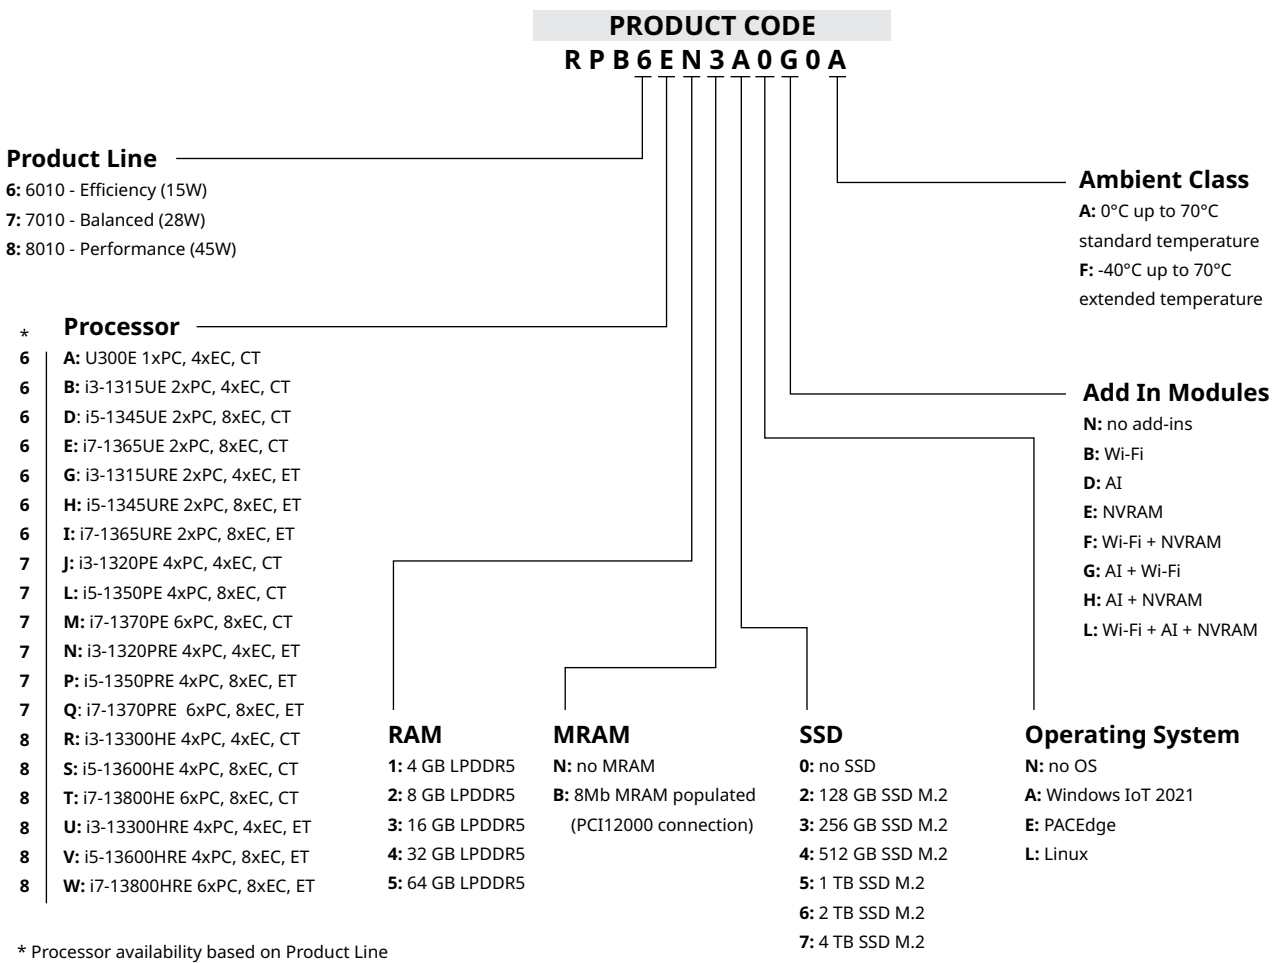 PRODUCT CODE
RPB6EN3A0G0A
Product Line
6: 6010 - Efficiency (15W)
7: 7010 - Balanced (28W)
8: 8010 - Performance (45W)
Ambient Class
A: 0°C up to 70°C
standard temperature
F: -40°C up to 70°C
extended temperature
* Processor
6 A: U300E 1xPC, 4xEC, CT
6 B: i3-1315UE 2xPC, 4xEC, CT
6 D: i5-1345UE 2xPC, 8xEC, CT
6 E: i7-1365UE 2xPC, 8xEC, CT
6 G: i3-1315URE 2xPC, 4xEC, ET
6 H: i5-1345URE 2xPC, 8xEC, ET
6 I: i7-1365URE 2xPC, 8xEC, ET
7 J: i3-1320PE 4xPC, 4xEC, CT
7 L: i5-1350PE 4xPC, 8xEC, CT
7 M: i7-1370PE 6xPC, 8xEC, CT
7 N: i3-1320PRE 4xPC, 4xEC, ET
7 P: i5-1350PRE 4xPC, 8xEC, ET
7 Q: i7-1370PRE 6xPC, 8xEC, ET
8 R: i3-13300HE 4xPC, 4xEC, CT
8 S: i5-13600HE 4xPC, 8xEC, CT
8 T: i7-13800HE 6xPC, 8xEC, CT
8 U: i3-13300HRE 4xPC, 4xEC, ET
8 V: i5-13600HRE 4xPC, 8xEC, ET
8 W: i7-13800HRE 6xPC, 8xEC, ET
Add In Modules
N: no add-ins
B: Wi-Fi
D: AI
E: NVRAM
F: Wi-Fi + NVRAM
G: AI + Wi-Fi
H: AI + NVRAM
L: Wi-Fi + AI + NVRAM
RAM
1: 4 GB LPDDR5
2: 8 GB LPDDR5
3: 16 GB LPDDR5
4: 32 GB LPDDR5
5: 64 GB LPDDR5
MRAM
N: no MRAM
B: 8Mb MRAM populated
(PCI12000 connection)
SSD
0: no SSD
2: 128 GB SSD M.2
3: 256 GB SSD M.2
4: 512 GB SSD M.2
5: 1 TB SSD M.2
6: 2 TB SSD M.2
7: 4 TB SSD M.2
Operating System
N: no OS
A: Windows IoT 2021
E: PACEdge
L: Linux
* Processor availability based on Product Line